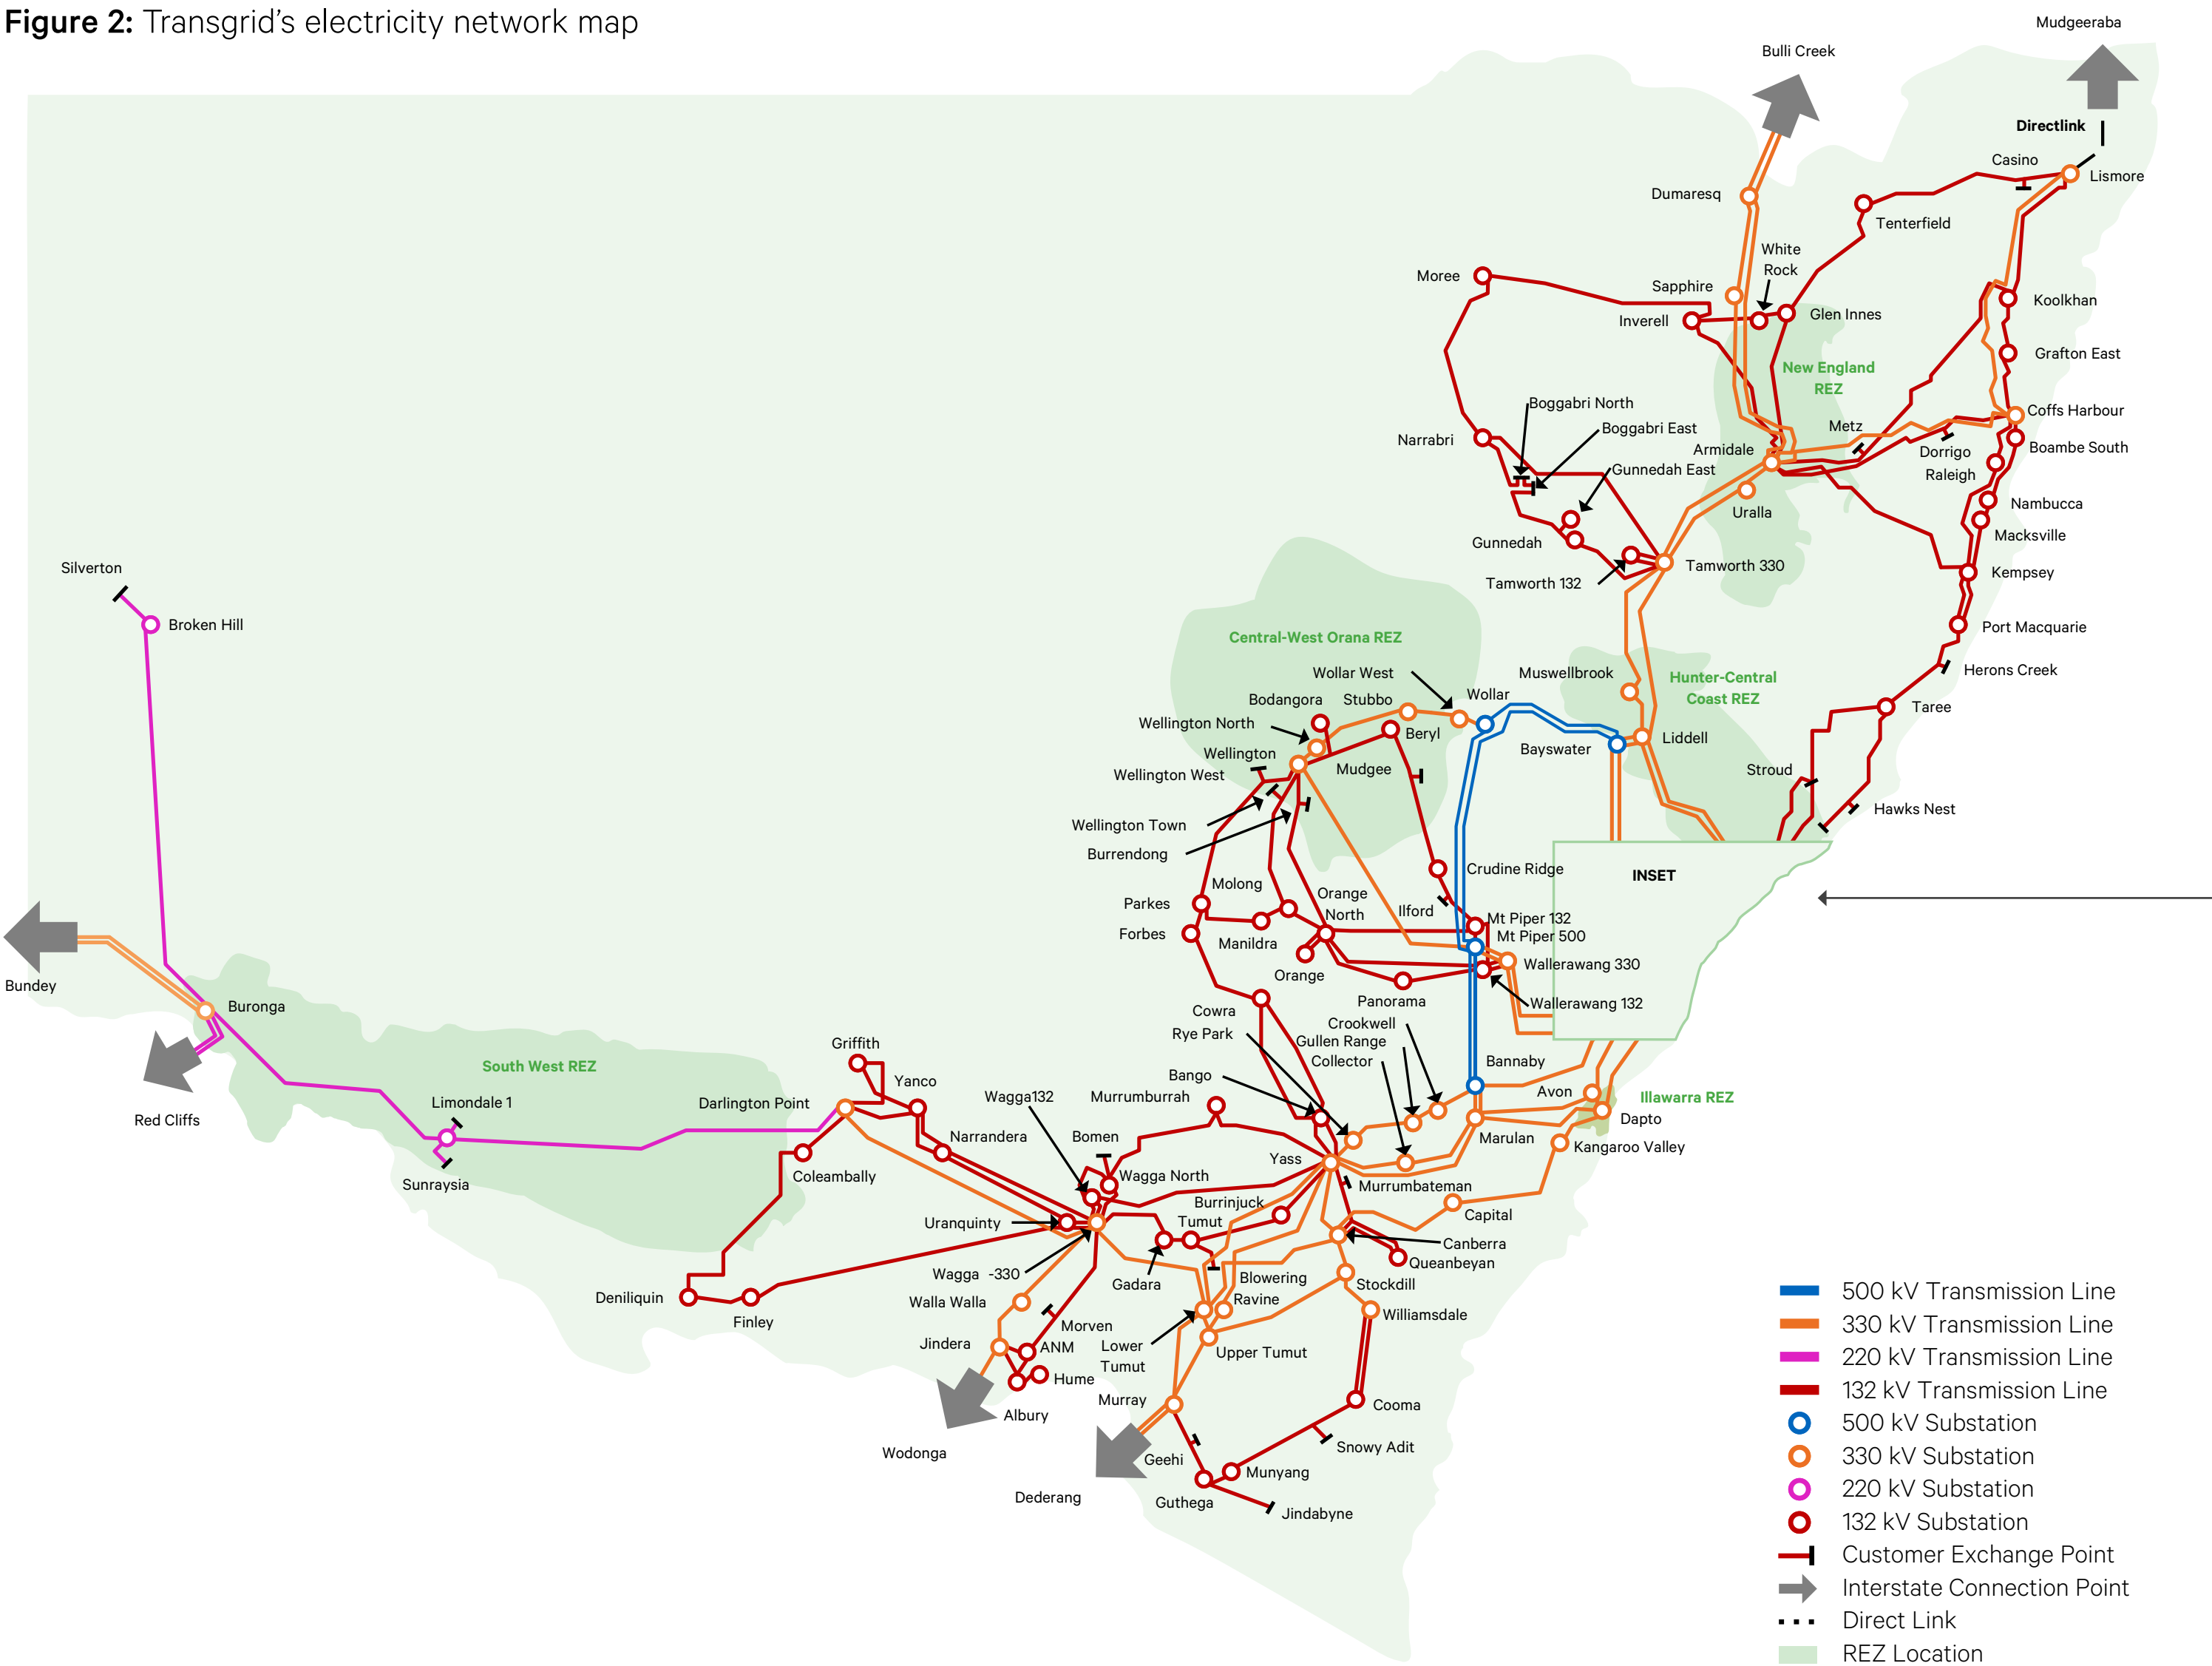 Figure 2: Transgrid's electricity network map
Mudgeeraba
Bulli Creek
Directlink
Casino
Lismore
Dumaresq
Tenterfield
White
Rock
Moree
Sapphire
Koolkhan
Inverell
Glen Innes
Grafton East
New England
REZ
Boggabri North
Coffs Harbour
Boggabri East
Metz
Narrabri
Armidale
Boambe South
Dorrigo
Gunnedah East
Raleigh
Nambucca
Uralla
Macksville
Gunnedah
Tamworth 330
Silverton
Kempsey
Tamworth 132
Broken Hill
Port Macquarie
Central-West Orana REZ
Herons Creek
Wollar West
Muswellbrook
Hunter-Central
Coast REZ
Wollar
Bodangora
Stubbo
Taree
Wellington North
Beryl
Liddell
Bayswater
Wellington
Mudgee
Stroud
Wellington West
Hawks Nest
Wellington Town
Burrendong
Crudine Ridge
INSET
Molong
Orange
North
Parkes
Ilford
Mt Piper 132
Forbes
Manildra
Mt Piper 500
Wallerawang 330
Orange
Bundey
Panorama
Wallerawang 132
Buronga
Cowra
Crookwell
Rye Park
Gullen Range
Griffith
Collector
Bannaby
South West REZ
Bango
Yanco
Avon
Illawarra REZ
Limondale 1
Darlington Point
Wagga132
Murrumburrah
Red Cliffs
Dapto
Narrandera
Bomen
Marulan
Kangaroo Valley
Yass
Coleambally
Wagga North
Sunraysia
Murrumbateman
Burrinjuck
Uranquinty
Tumut
Capital
Canberra
Queanbeyan
Wagga -330
Gadara
Blowering
Stockdill
500 kV Transmission Line
Deniliquin
Walla Walla
Ravine
Williamsdale
Finley
Morven
330 kV Transmission Line
Jindera
ANM
Lower
Tumut
Upper Tumut
220 kV Transmission Line
Hume
132 kV Transmission Line
Murray
Cooma
Albury
500 kV Substation
Wodonga
Snowy Adit
330 kV Substation
Geehi
Munyang
220 kV Substation
Dederang
Guthega
Jindabyne
132 kV Substation
Customer Exchange Point
Interstate Connection Point
Direct Link
REZ Location